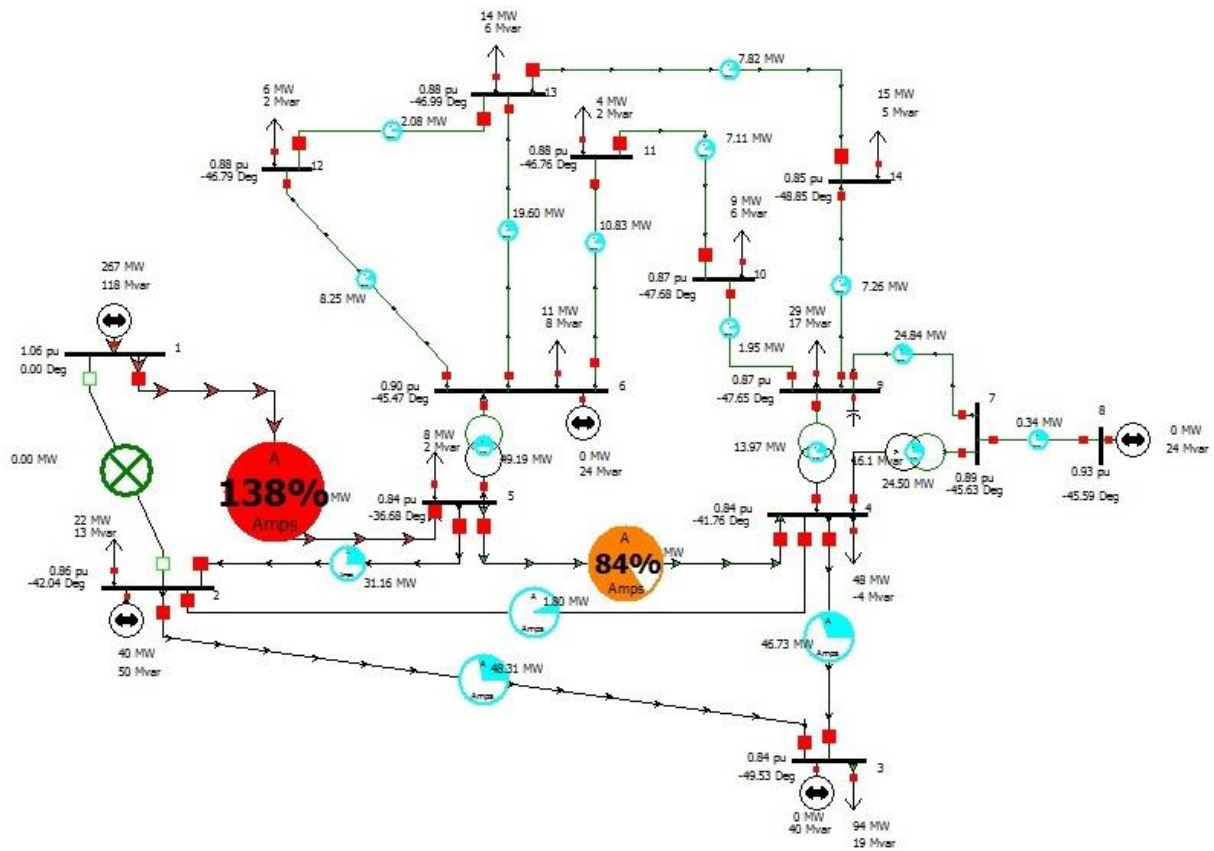 14 MW
6 Mvar
7.82 MW
0.88 pu
-46.99 Deg
13
6 MW
2 Mvar
2.08 MW
4 MW
2 Mvar
15 MW
5 Mvar
7.11 MW
0.88 pu
-46.79 Deg
12
0.88 pu
-46.76 Deg
11
0.85 pu
-48.85 Deg
14
19.60 MW
10.83 MW
9 MW
6 Mvar
0.87 pu
-47.68 Deg
10
267 MW
118 Mvar
8.25 MW
11 MW
8 Mvar
29 MW
17 Mvar
7.26 MW
1.95 MW
24.84 MW
1.06 pu
0.00 Deg
1
0.90 pu
-45.47 Deg
6
0.87 pu
-47.65 Deg
9
7
8
0.34 MW
0 MW
24 Mvar
0.00 MW
8 MW
2 Mvar
49.19 MW
0 MW
24 Mvar
13.97 MW
16.1 Mvar
24.50 MW
0.89 pu
-45.63 Deg
0.93 pu
-45.59 Deg
A
138%
MW
Amps
0.84 pu
-36.68 Deg
5
0.84 pu
-41.76 Deg
4
22 MW
13 Mvar
A
84%
MW
Amps
0.86 pu
-42.04 Deg
2
31.16 MW
48 MW
-4 Mvar
A
1.80 MW
Amps
40 MW
50 Mvar
A
48.31 MW
Amps
A
46.73 MW
Amps
0.84 pu
-49.53 Deg
3
0 MW
40 Mvar
94 MW
19 Mvar